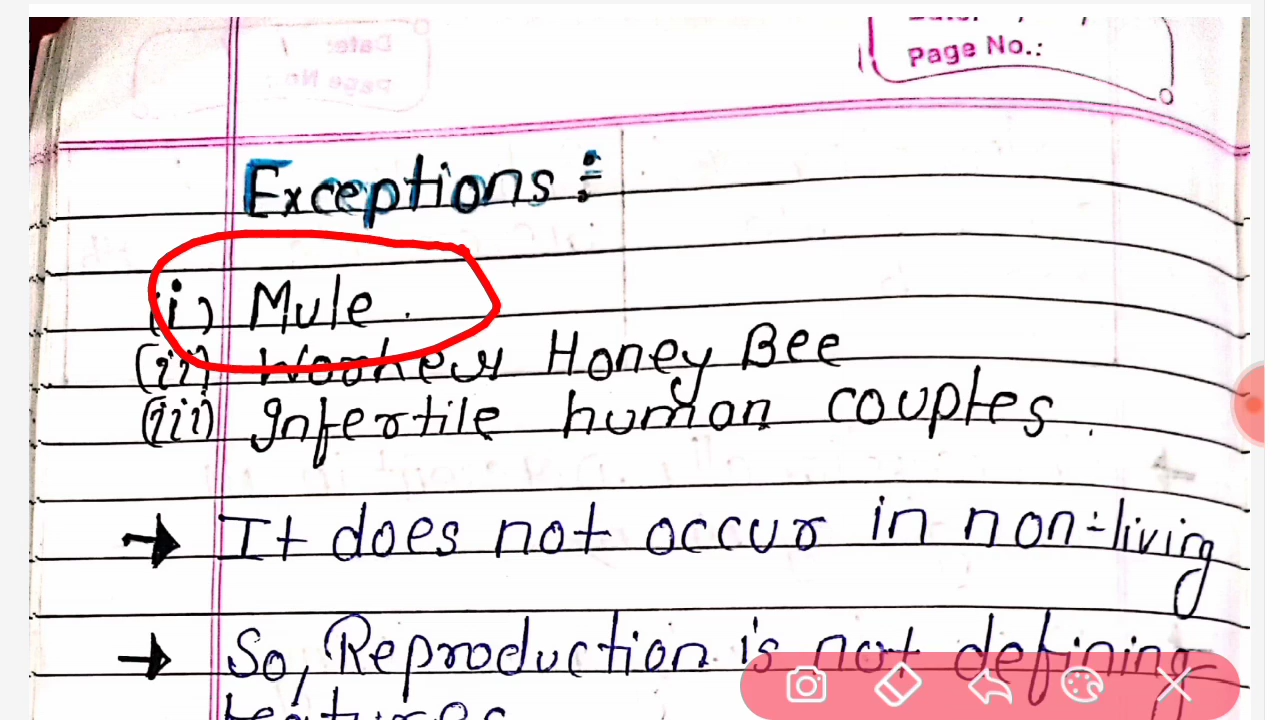 Page No.:
Exceptions :-
(i) Mule.
(ii) Worker Honey Bee
(iii) Infertile human couples.
→ It does not occur in non-living
→ So, Reproduction is not defining
features